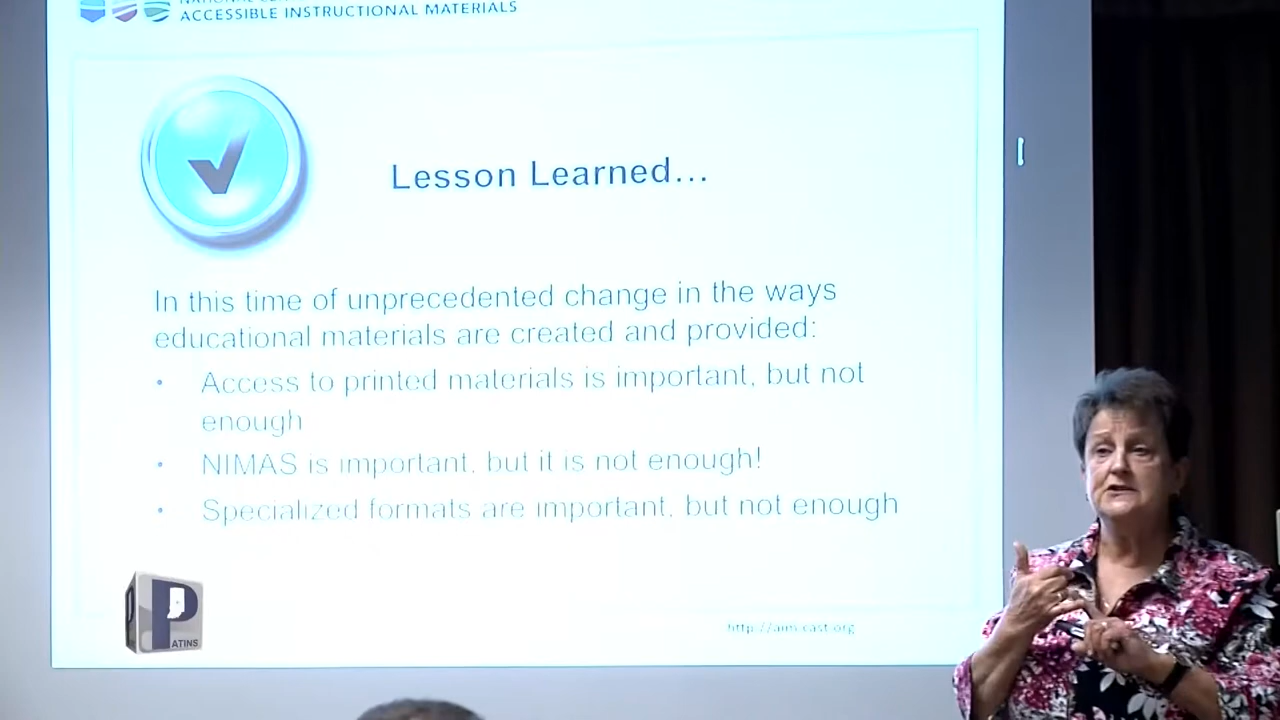 ACCESSIBLE INSTRUCTIONAL MATERIALS
Lesson Learned...
In this time of unprecedented change in the ways
educational materials are created and provided:
• Access to printed materials is important, but not
enough
• NIMAS is important, but it is not enough!
• Specialized formats are important, but not enough
P
ATINS
http://aim.cast.org